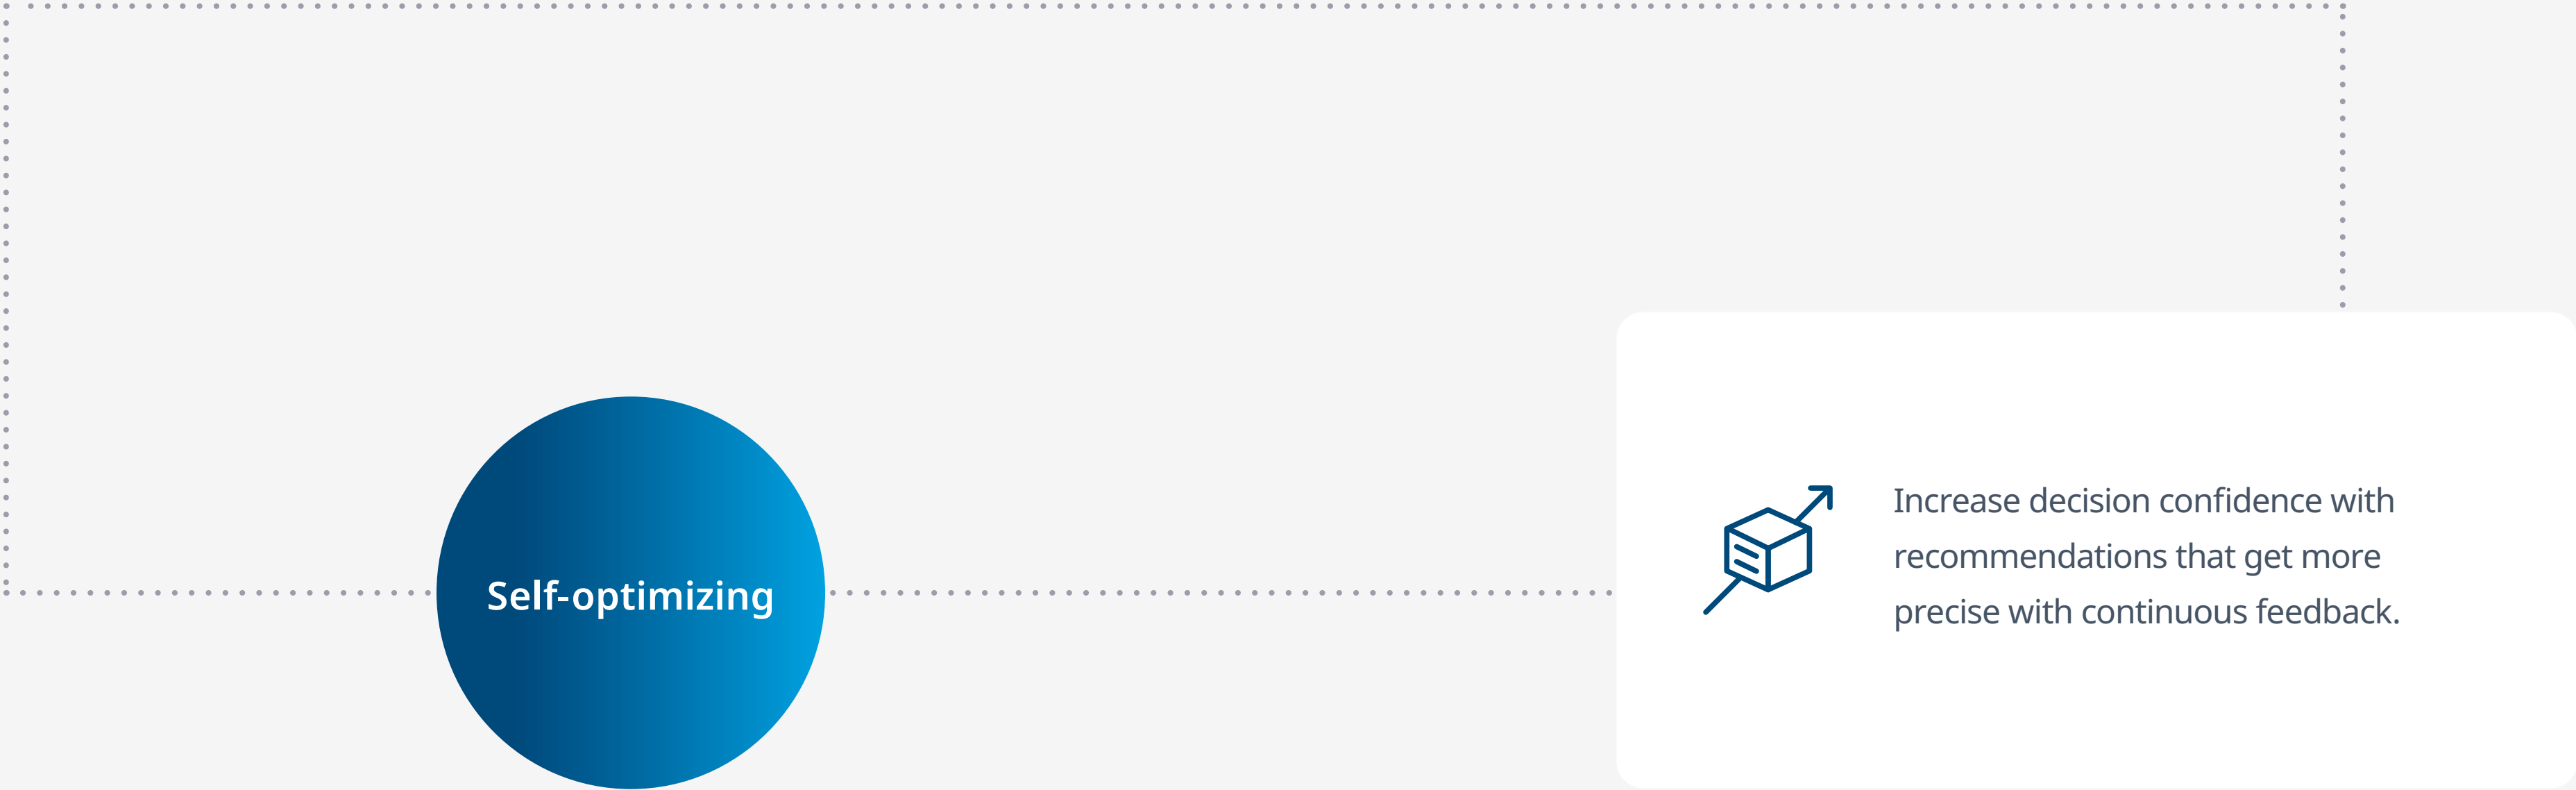 Self-optimizing
Increase decision confidence with
recommendations that get more
precise with continuous feedback.